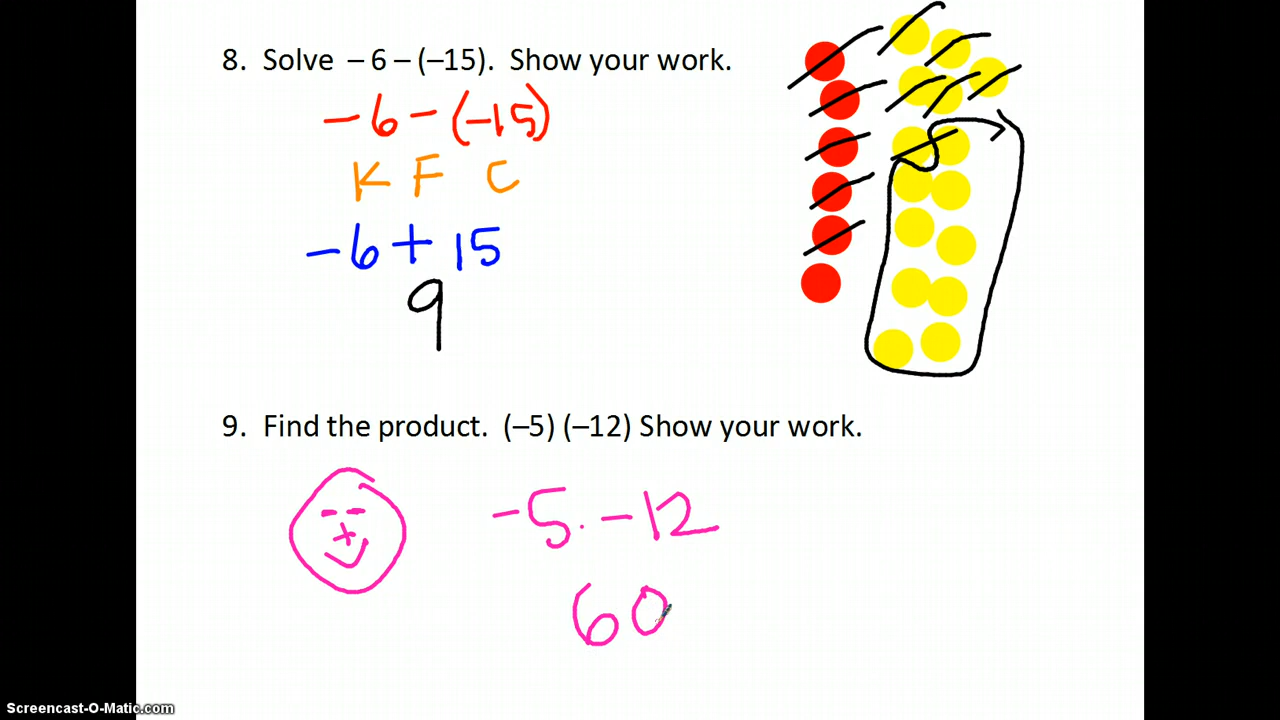 8. Solve – 6 – (–15). Show your work.
-6-(-15)
K F C
-6+15
9
9. Find the product. (–5) (–12) Show your work.
-- +
-5.-12
60
Screencast-O-Matic.com